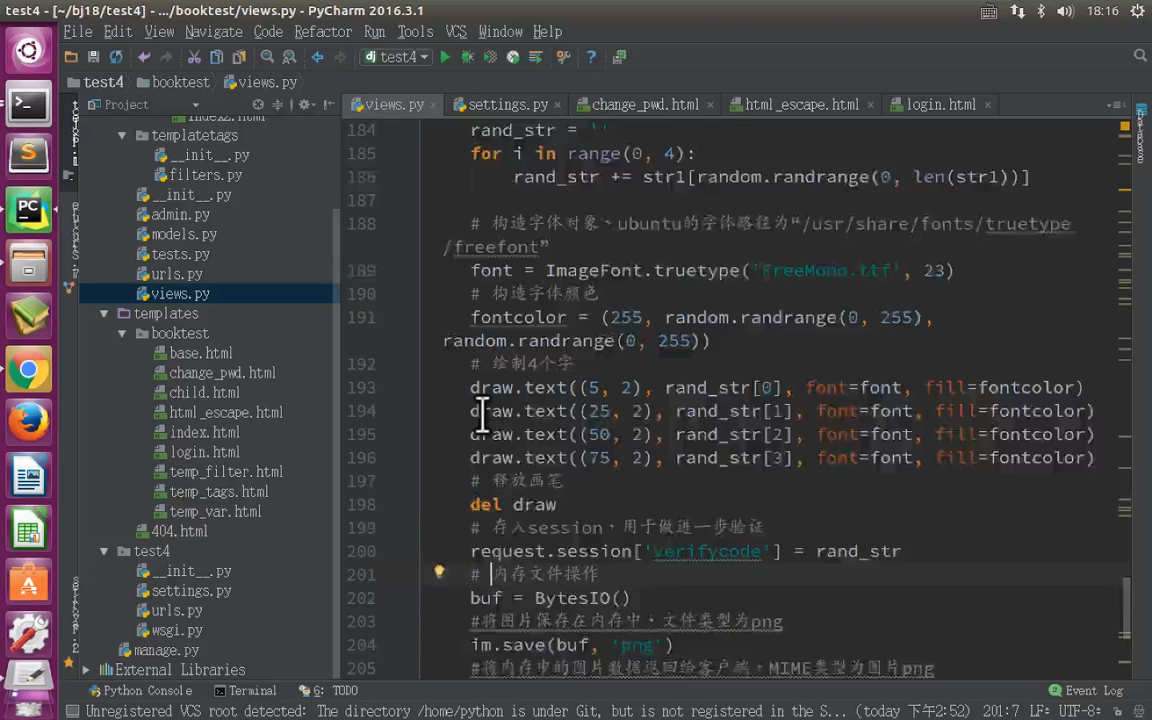 test4 - [~/bj18/test4] - .../booktest/views.py - PyCharm 2016.3.1
18:16
File Edit View Navigate Code Refactor Run Tools VCS Window Help
test4
test4 booktest views.py
Project
views.py settings.py change_pwd.html html_escape.html login.html
templatetags
__init__.py
filters.py
__init__.py
admin.py
models.py
tests.py
urls.py
views.py
templates
booktest
base.html
change_pwd.html
child.html
html_escape.html
index.html
login.html
temp_filter.html
temp_tags.html
temp_var.html
404.html
test4
__init__.py
settings.py
urls.py
wsgi.py
manage.py
External Libraries
184 rand_str = ''
185 for i in range(0, 4):
186 rand_str += str1[random.randrange(0, len(str1))]
187
188 # 构造字体对象，ubuntu的字体路径为“/usr/share/fonts/truetype
/freefont”
189 font = ImageFont.truetype('FreeMono.ttf', 23)
190 # 构造字体颜色
191 fontcolor = (255, random.randrange(0, 255),
random.randrange(0, 255))
192 # 绘制4个字
193 draw.text((5, 2), rand_str[0], font=font, fill=fontcolor)
194 draw.text((25, 2), rand_str[1], font=font, fill=fontcolor)
195 draw.text((50, 2), rand_str[2], font=font, fill=fontcolor)
196 draw.text((75, 2), rand_str[3], font=font, fill=fontcolor)
197 # 释放画笔
198 del draw
199 # 存入session，用于做进一步验证
200 request.session['verifycode'] = rand_str
201 # 内存文件操作
202 buf = BytesIO()
203 #将图片保存在内存中，文件类型为png
204 im.save(buf, 'png')
205 #将内存中的图片数据返回给客户端，MIME类型为图片png
Python Console Terminal 6: TODO Event Log
Unregistered VCS root detected: The directory /home/python is under Git, but is not registered in the S... (today 下午2:52) 201:7 LF: UTF-8: